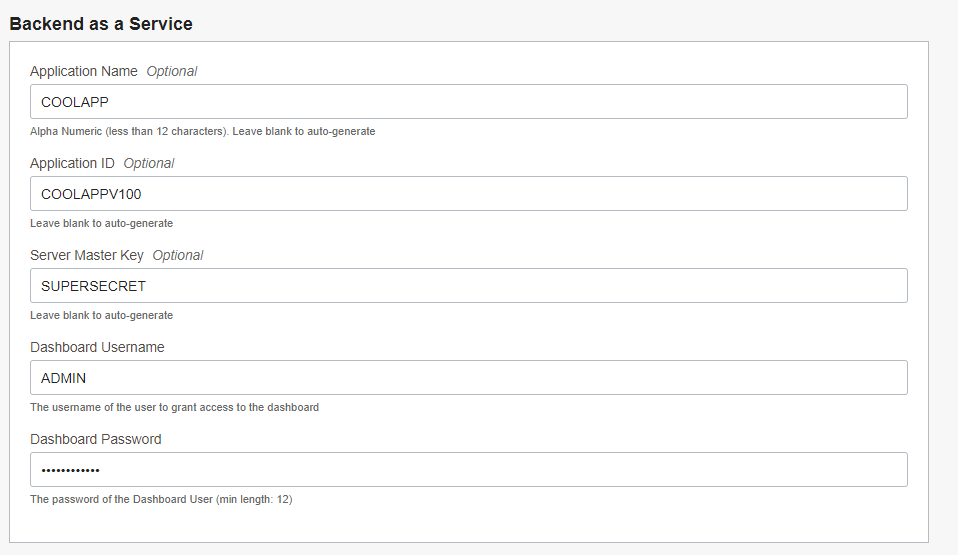 Backend as a Service
Application Name Optional
COOLAPP
Alpha Numeric (less than 12 characters). Leave blank to auto-generate
Application ID Optional
COOLAPPV100
Leave blank to auto-generate
Server Master Key Optional
SUPERSECRET
Leave blank to auto-generate
Dashboard Username
ADMIN
The username of the user to grant access to the dashboard
Dashboard Password
••••••••••••
The password of the Dashboard User (min length: 12)